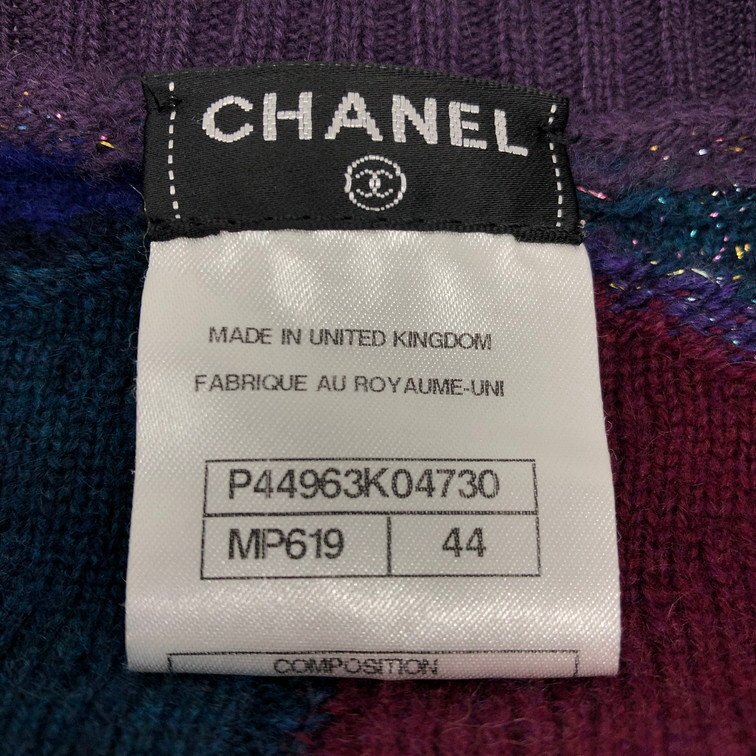 CHANEL
MADE IN UNITED KINGDOM
FABRIQUE AU ROYAUME-UNI
P44963K04730
MP619 44
COMPOSITION